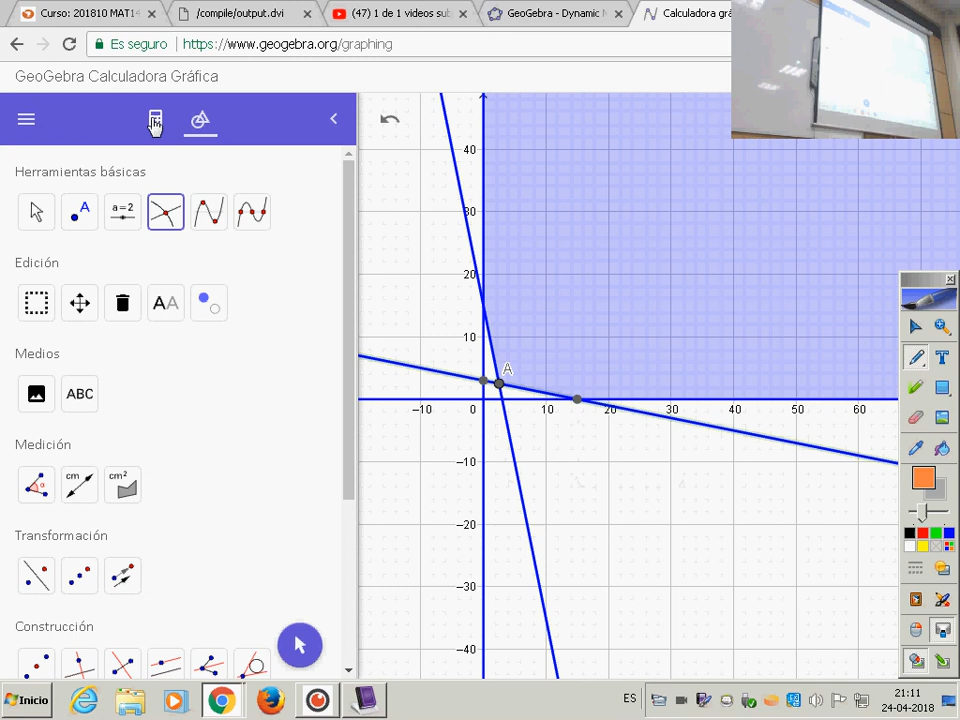 Curso: 201810 MAT1
/compile/output.dvi
(47) 1 de 1 videos sub
GeoGebra - Dynamic M
Calculadora grá
Es seguro | https://www.geogebra.org/graphing
GeoGebra Calculadora Gráfica
Herramientas básicas
A
a=2
Edición
AA
Medios
ABC
Medición
α
cm
cm²
Transformación
Construcción
40
30
20
10
−10
0
10
20
30
40
50
60
−10
−20
−30
−40
A
T
Inicio
ES
21:11
24-04-2018